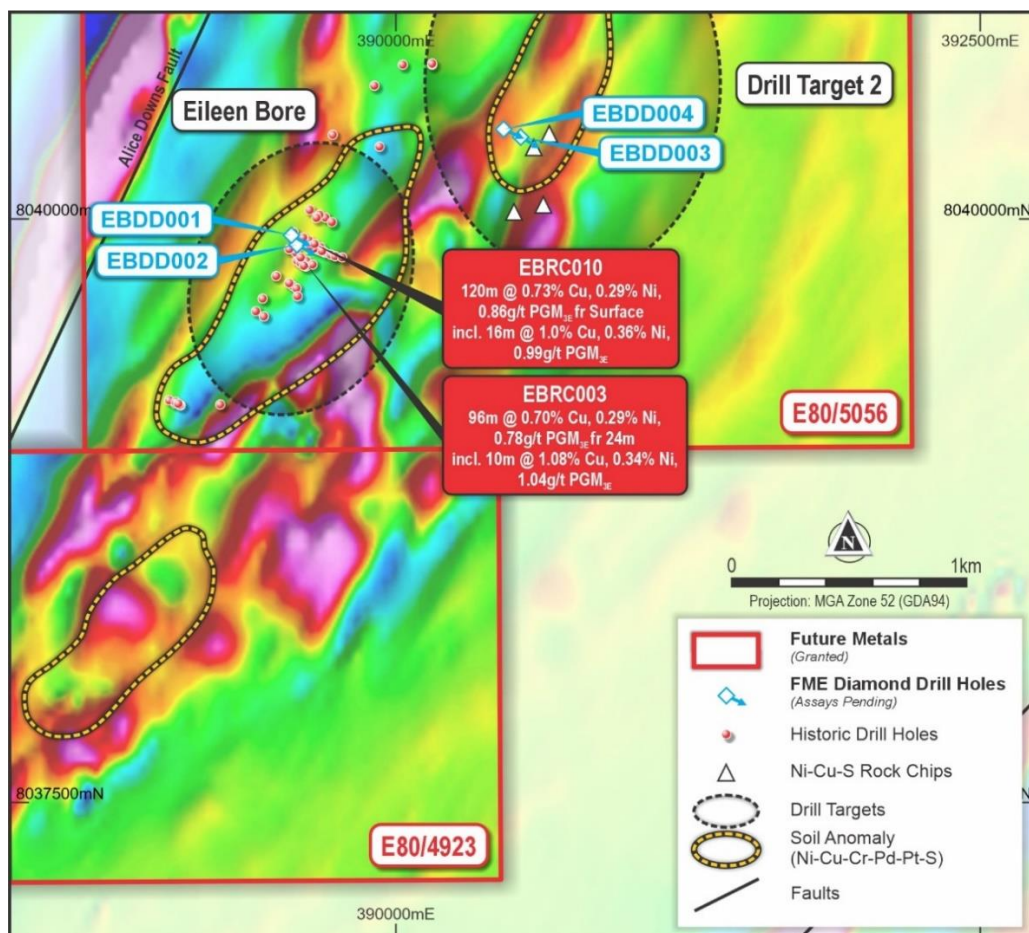 390000mE
392500mE
Alice Downs Fault
Eileen Bore
Drill Target 2
EBDD004
EBDD003
8040000m
8040000mN
EBDD001
EBDD002
EBRC010
120m @ 0.73% Cu, 0.29% Ni,
0.86g/t PGM3E fr Surface
incl. 16m @ 1.0% Cu, 0.36% Ni,
0.99g/t PGM3E
EBRC003
96m @ 0.70% Cu, 0.29% Ni,
0.78g/t PGM3E fr 24m
incl. 10m @ 1.08% Cu, 0.34% Ni,
1.04g/t PGM3E
E80/5056
N
0
1km
Projection: MGA Zone 52 (GDA94)
Future Metals
(Granted)
FME Diamond Drill Holes
(Assays Pending)
Historic Drill Holes
Ni-Cu-S Rock Chips
Drill Targets
Soil Anomaly
(Ni-Cu-Cr-Pd-Pt-S)
Faults
8037500mN
N
E80/4923
390000mE